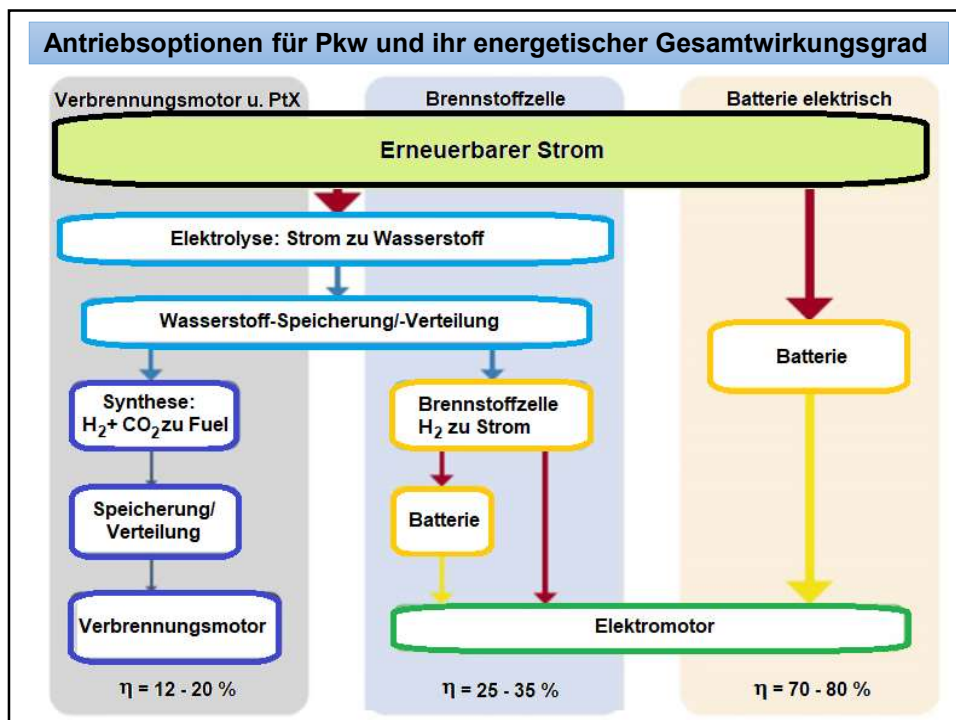 Antriebsoptionen für Pkw und ihr energetischer Gesamtwirkungsgrad
Verbrennungsmotor u. PtX
Brennstoffzelle
Batterie elektrisch
Erneuerbarer Strom
Elektrolyse: Strom zu Wasserstoff
Wasserstoff-Speicherung/-Verteilung
Batterie
Synthese:
H₂+ CO₂ zu Fuel
Brennstoffzelle
H₂ zu Strom
Speicherung/
Verteilung
Batterie
Verbrennungsmotor
Elektromotor
η = 12 - 20 %
η = 25 - 35 %
η = 70 - 80 %